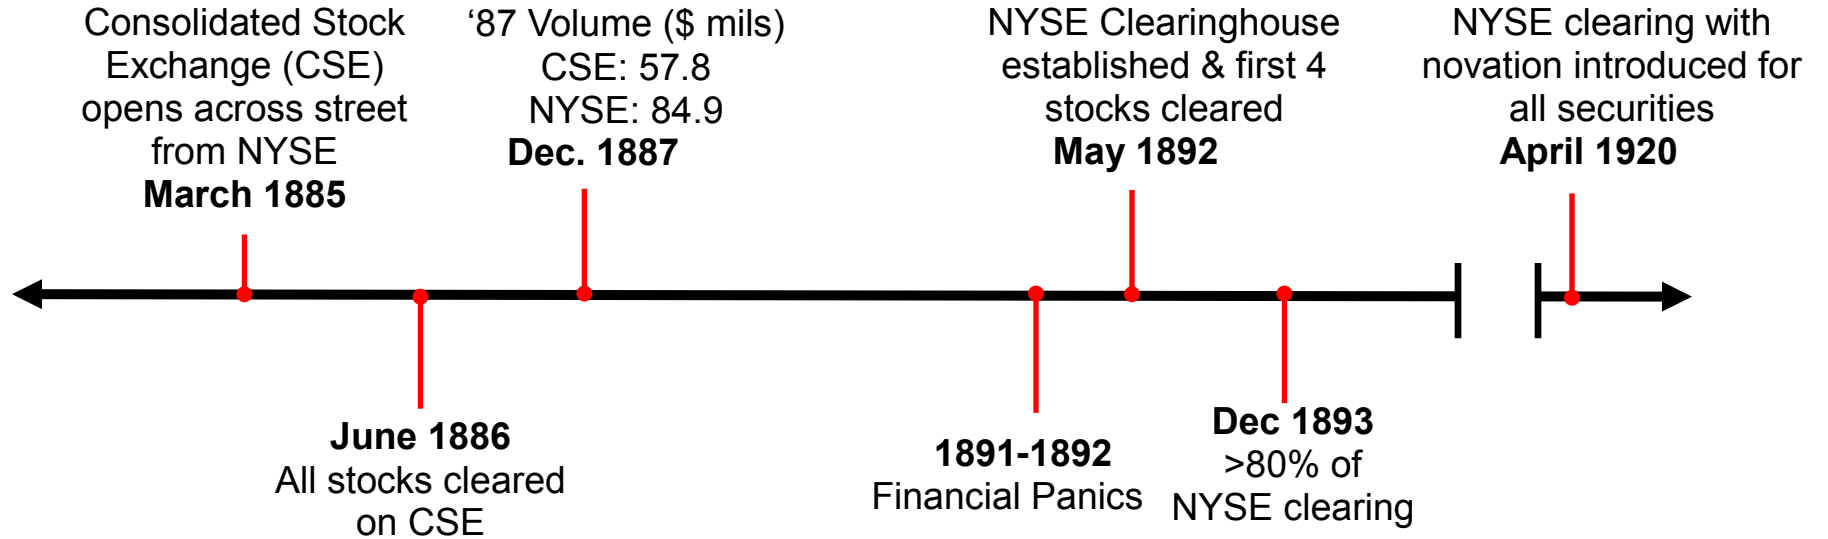 Consolidated Stock
Exchange (CSE)
opens across street
from NYSE
March 1885
‘87 Volume ($ mils)
CSE: 57.8
NYSE: 84.9
Dec. 1887
NYSE Clearinghouse
established & first 4
stocks cleared
May 1892
NYSE clearing with
novation introduced for
all securities
April 1920
June 1886
All stocks cleared
on CSE
1891-1892
Financial Panics
Dec 1893
>80% of
NYSE clearing